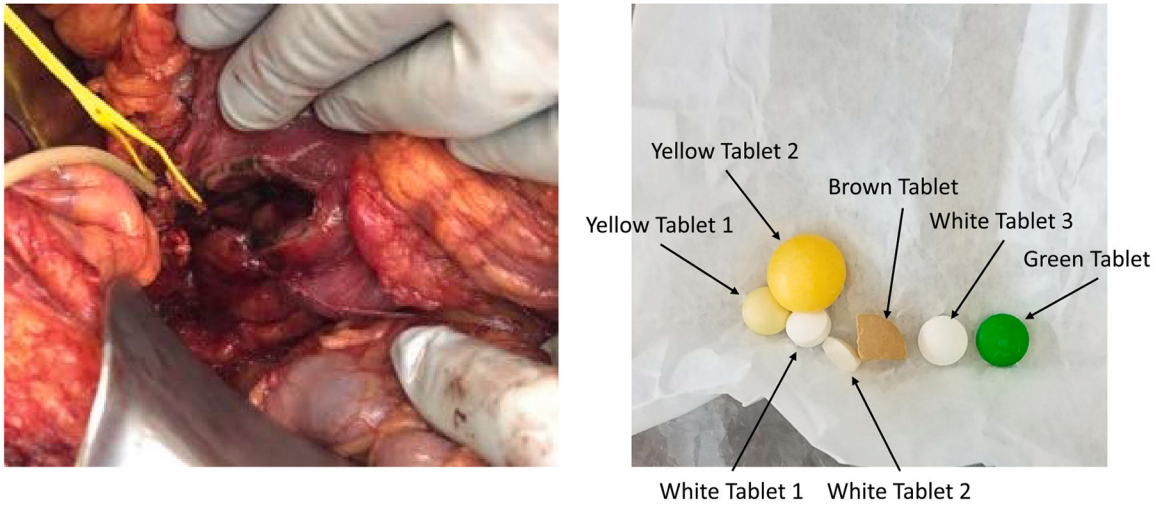 Yellow Tablet 2
Brown Tablet
Yellow Tablet 1
White Tablet 3
Green Tablet
White Tablet 1
White Tablet 2